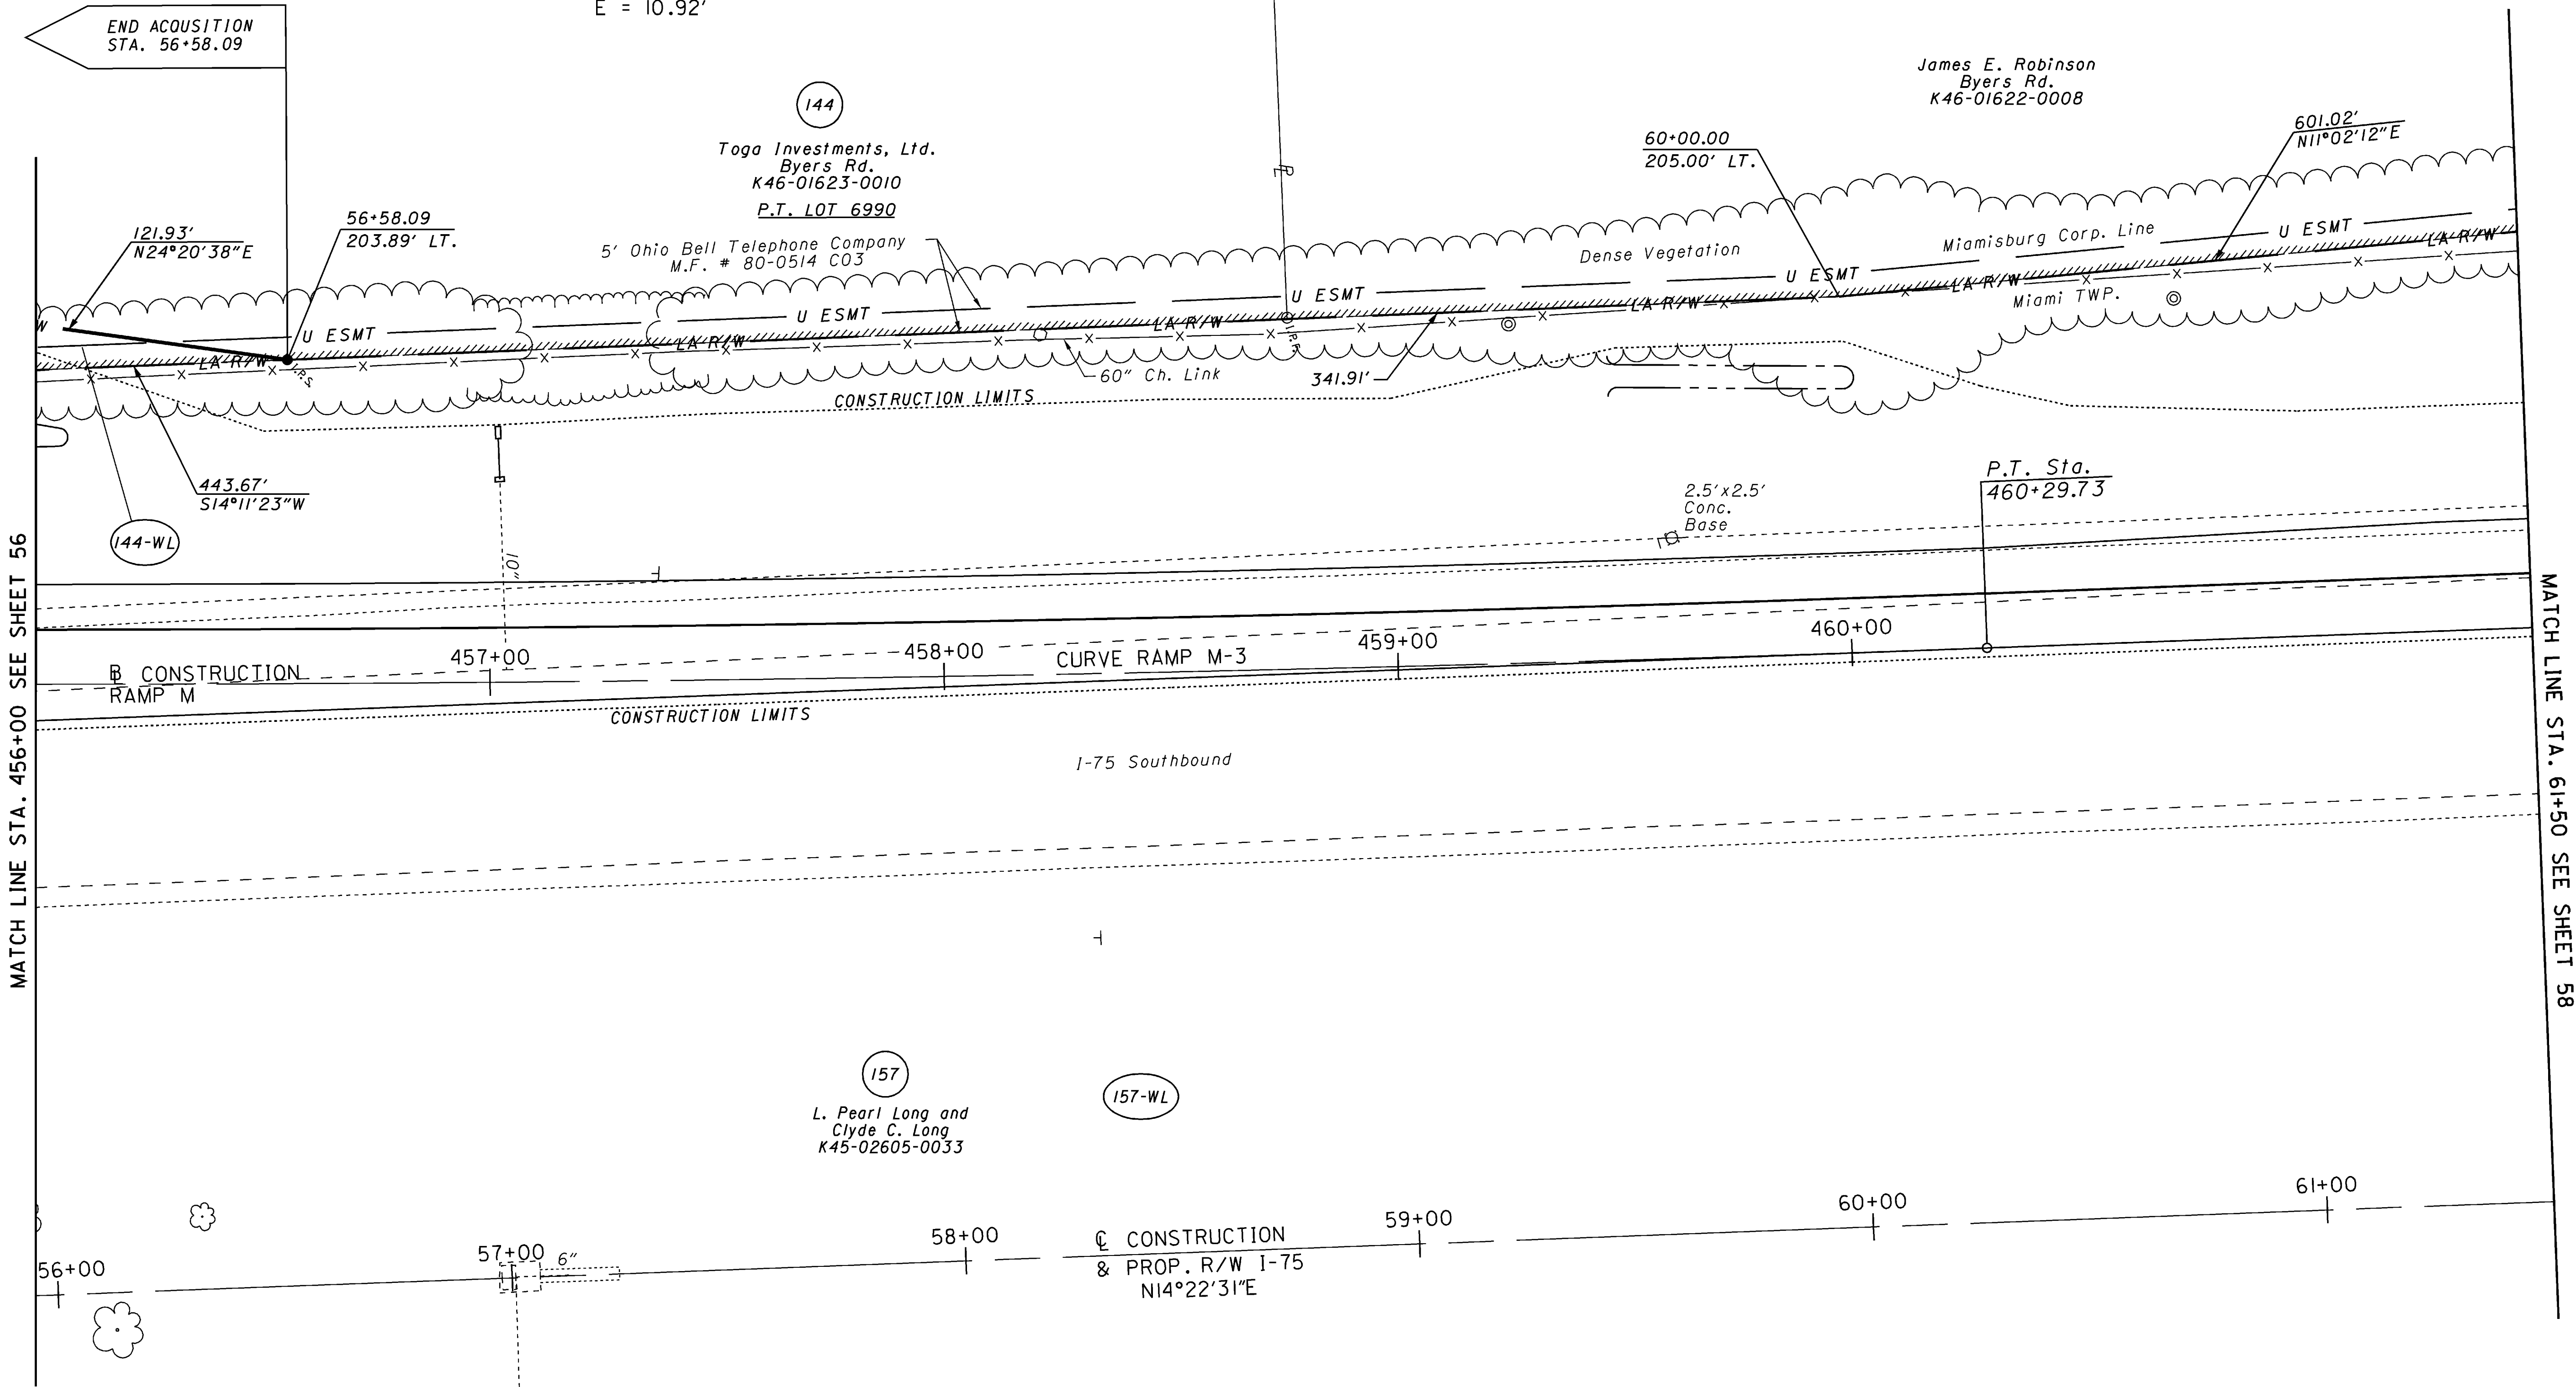 E = 10.92'
END ACQUSITION
STA. 56+58.09
144
Toga Investments, Ltd.
Byers Rd.
K46-01623-0010
P.T. LOT 6990
James E. Robinson
Byers Rd.
K46-01622-0008
601.02'
N11°02'12"E
60+00.00
205.00' LT.
PL
121.93'
N24°20'38"E
56+58.09
203.89' LT.
5' Ohio Bell Telephone Company
M.F. # 80-0514 C03
Dense Vegetation
Miamisburg Corp. Line
U ESMT
U ESMT
U ESMT
U ESMT
U ESMT
W
LA R/W
LA R/W
LA R/W
LA R/W
LA R/W
LA R/W
Miami TWP.
I.P.S
I.P.F.
60" Ch. Link
341.91'
CONSTRUCTION LIMITS
443.67'
S14°11'23"W
144-WL
10"
2.5'x2.5'
Conc.
Base
P.T. Sta.
460+29.73
MATCH LINE STA. 456+00 SEE SHEET 56
MATCH LINE STA. 61+50 SEE SHEET 58
457+00
458+00
459+00
460+00
CURVE RAMP M-3
BL CONSTRUCTION
RAMP M
CONSTRUCTION LIMITS
I-75 Southbound
157
L. Pearl Long and
Clyde C. Long
K45-02605-0033
157-WL
56+00
57+00
6"
58+00
59+00
60+00
61+00
CL CONSTRUCTION
& PROP. R/W I-75
N14°22'31"E